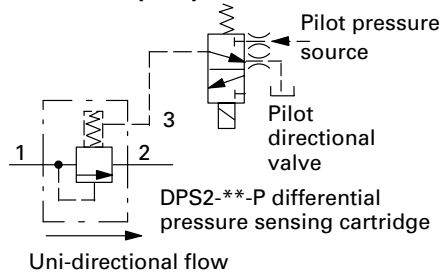 Pilot pressure
source
3
Pilot
directional
valve
1
2
DPS2-**-P differential
pressure sensing cartridge
Uni-directional flow